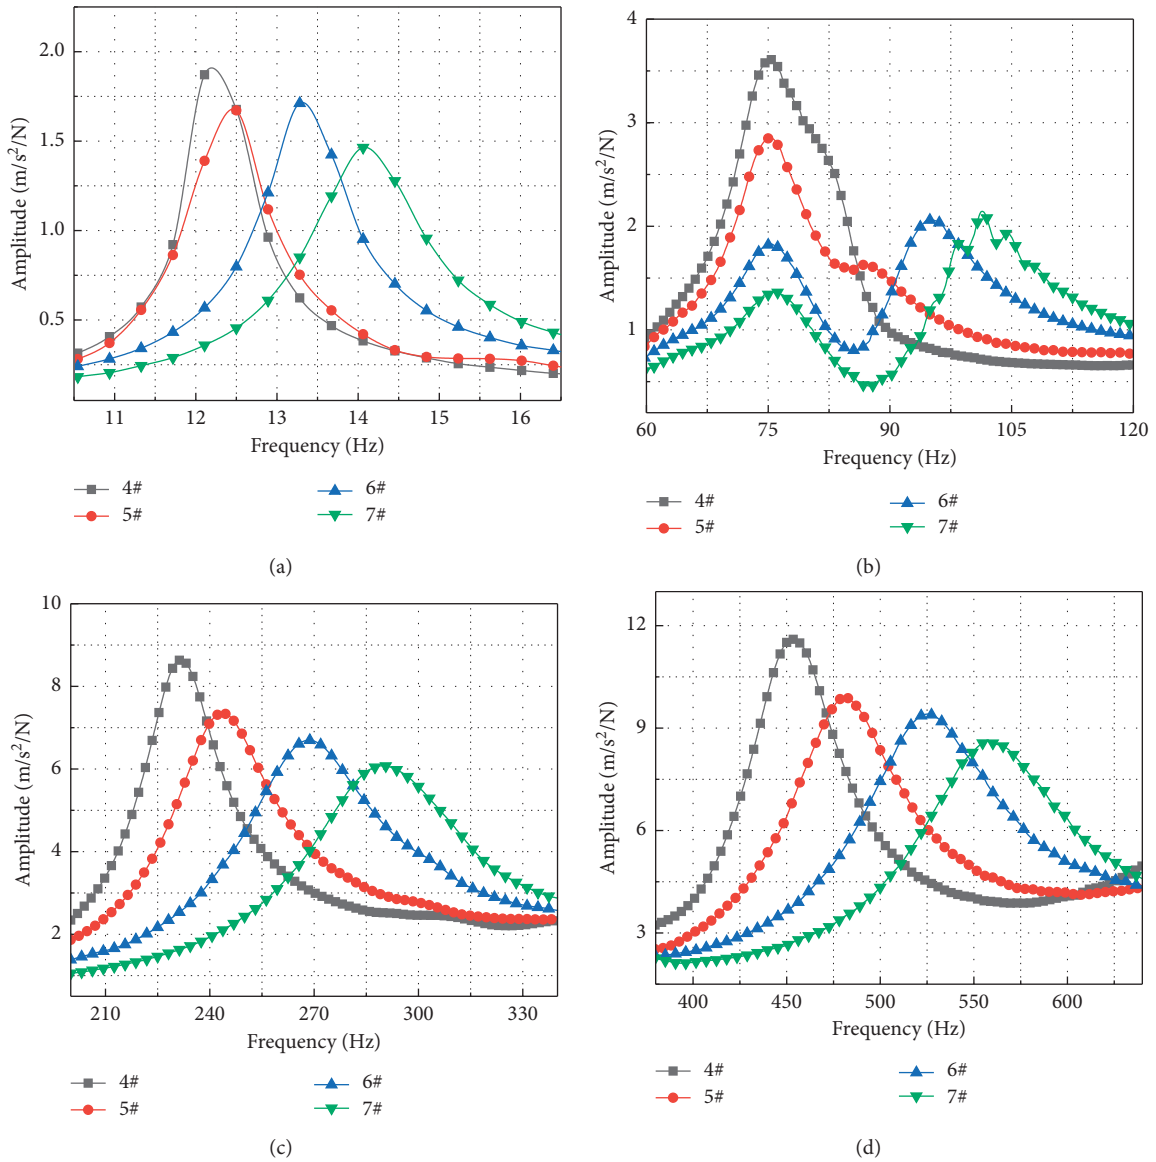 2.0
1.5
1.0
0.5
Amplitude (m/s²/N)
11 12 13 14 15 16
Frequency (Hz)
4# 6#
5# 7#
(a)
4
3
2
1
Amplitude (m/s²/N)
60 75 90 105 120
Frequency (Hz)
4# 6#
5# 7#
(b)
10
8
6
4
2
Amplitude (m/s²/N)
210 240 270 300 330
Frequency (Hz)
4# 6#
5# 7#
(c)
12
9
6
3
Amplitude (m/s²/N)
400 450 500 550 600
Frequency (Hz)
4# 6#
5# 7#
(d)